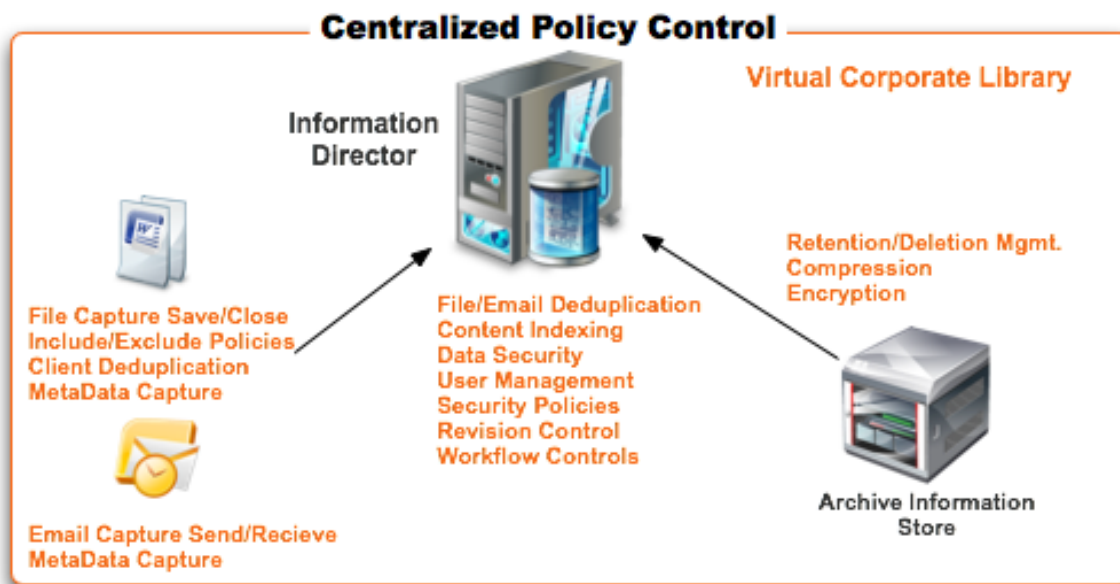 Centralized Policy Control
Virtual Corporate Library
Information
Director
File Capture Save/Close
Include/Exclude Policies
Client Deduplication
MetaData Capture
Email Capture Send/Recieve
MetaData Capture
File/Email Deduplication
Content Indexing
Data Security
User Management
Security Policies
Revision Control
Workflow Controls
Retention/Deletion Mgmt.
Compression
Encryption
Archive Information
Store